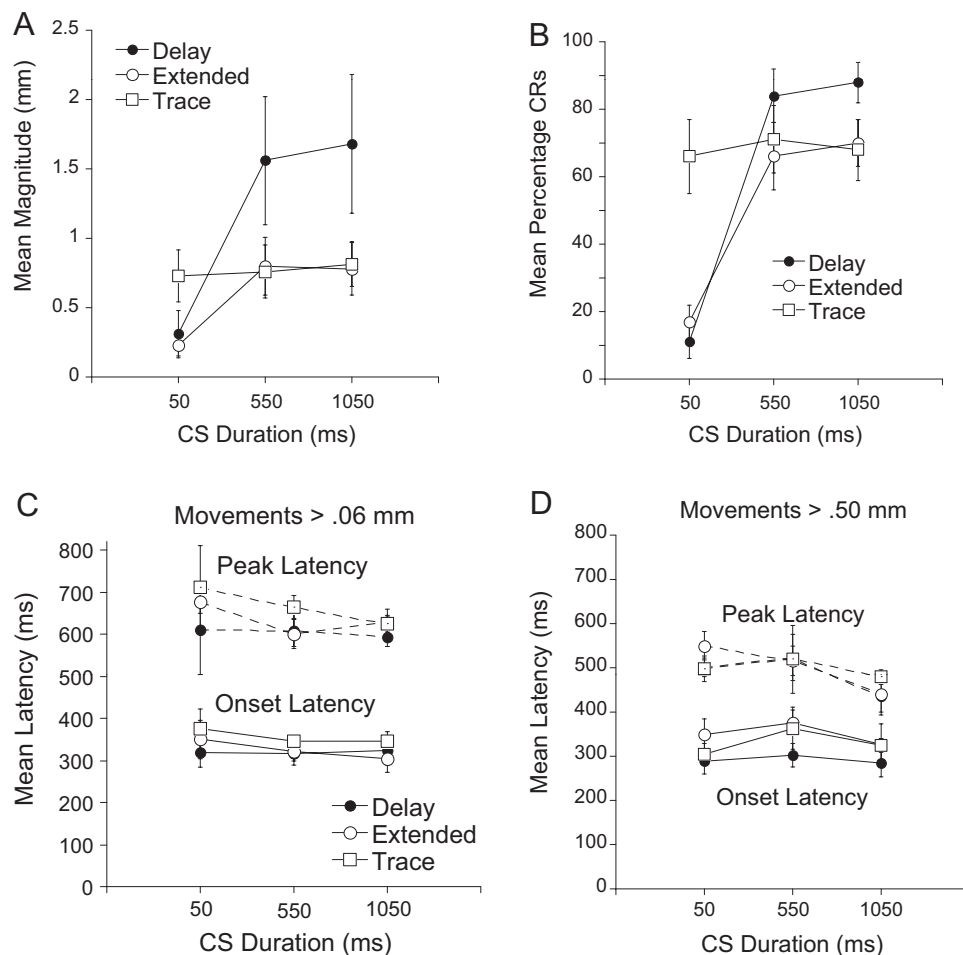 A
Mean Magnitude (mm)
2.5
2
1.5
1
0.5
0
Delay
Extended
Trace
50 550 1050
CS Duration (ms)
B
Mean Percentage CRs
100
80
60
40
20
0
Delay
Extended
Trace
50 550 1050
CS Duration (ms)
C
Movements > .06 mm
Mean Latency (ms)
800
700
600
500
400
300
200
100
0
Peak Latency
Onset Latency
Delay
Extended
Trace
50 550 1050
CS Duration (ms)
D
Movements > .50 mm
Mean Latency (ms)
800
700
600
500
400
300
200
100
0
Peak Latency
Onset Latency
50 550 1050
CS Duration (ms)